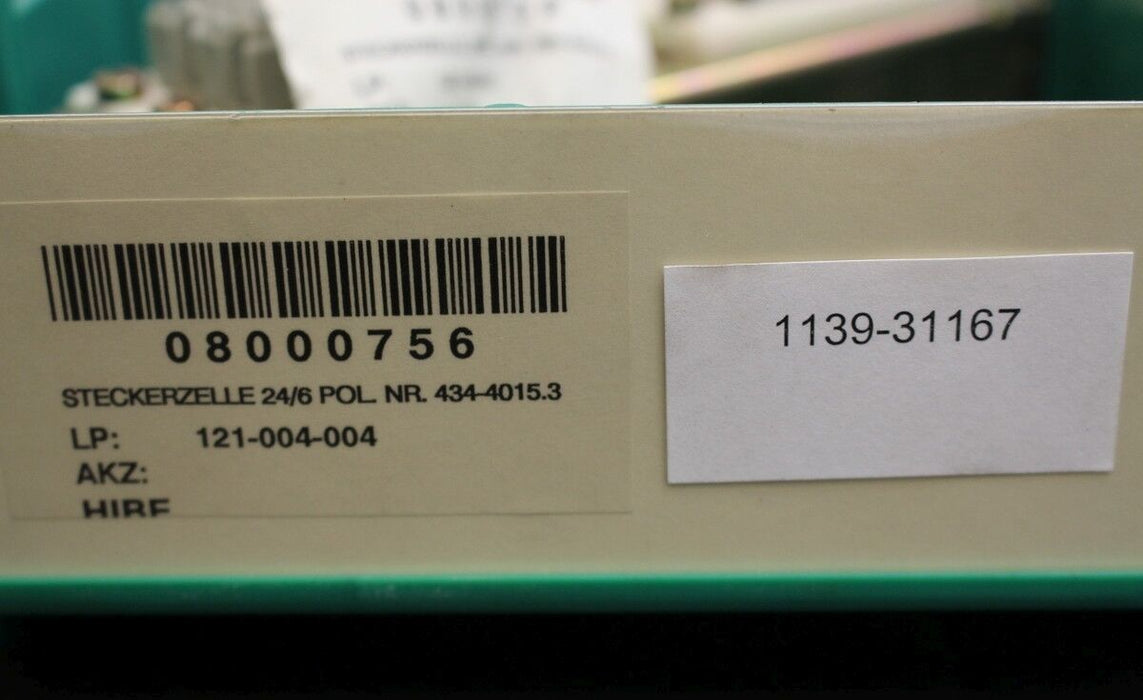 08000756
STECKERZELLE 24/6 POL. NR. 434-4015.3
LP: 121-004-004
AKZ:
1139-31167